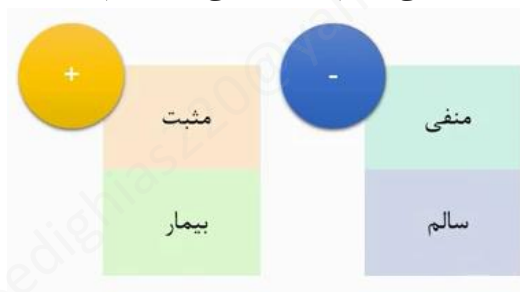 +
مثبت
بیمار
-
منفی
سالم